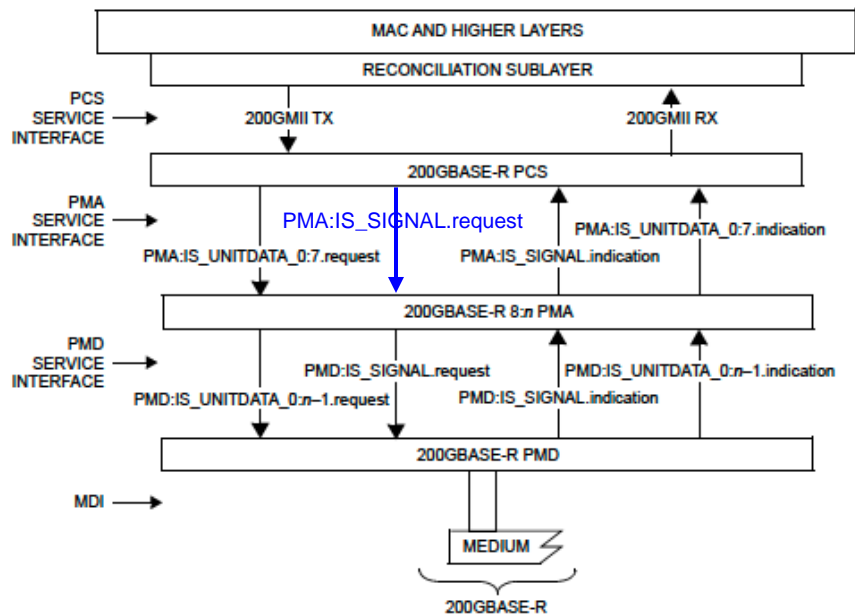 MAC AND HIGHER LAYERS
RECONCILIATION SUBLAYER
PCS
SERVICE
INTERFACE
200GMII TX
200GMII RX
200GBASE-R PCS
PMA
SERVICE
INTERFACE
PMA:IS_SIGNAL.request
PMA:IS_UNITDATA_0:7.indication
PMA:IS_UNITDATA_0:7.request
PMA:IS_SIGNAL.indication
200GBASE-R 8:n PMA
PMD
SERVICE
INTERFACE
PMD:IS_SIGNAL.request
PMD:IS_UNITDATA_0:n–1.indication
PMD:IS_UNITDATA_0:n–1.request
PMD:IS_SIGNAL.indication
200GBASE-R PMD
MDI
MEDIUM
200GBASE-R